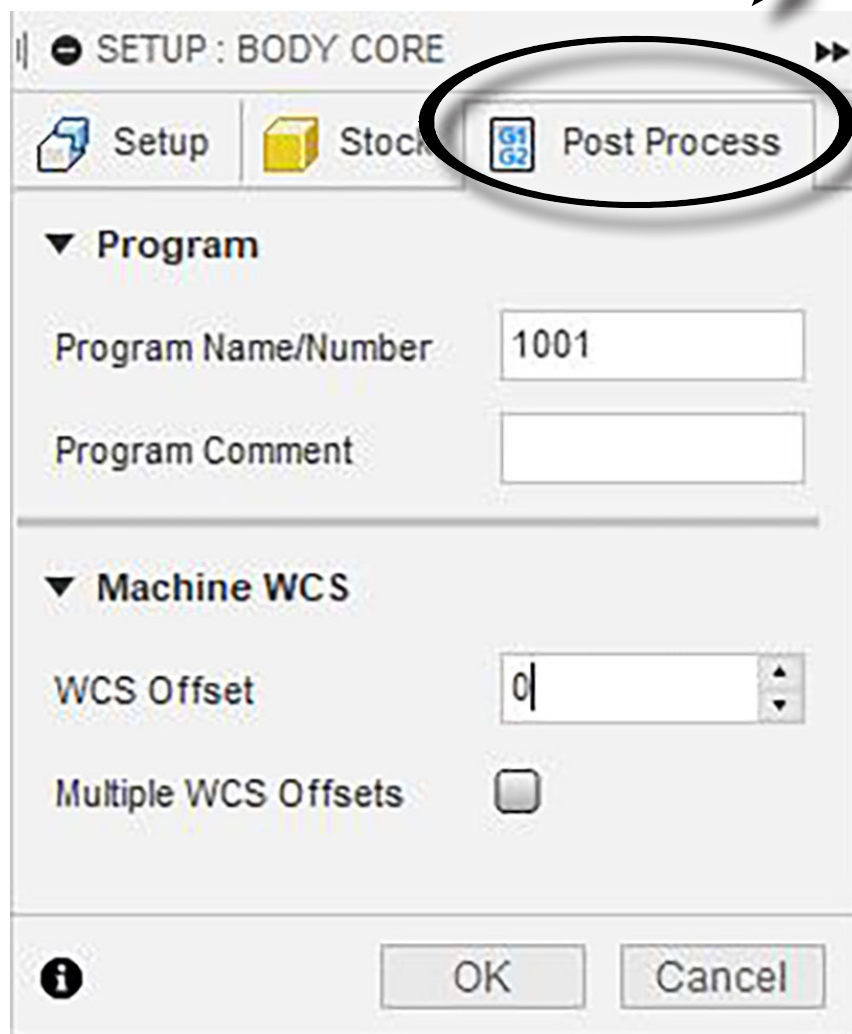 SETUP : BODY CORE
Setup Stock G1 G2 Post Process
Program
Program Name/Number 1001
Program Comment
Machine WCS
WCS Offset 0
Multiple WCS Offsets
OK Cancel